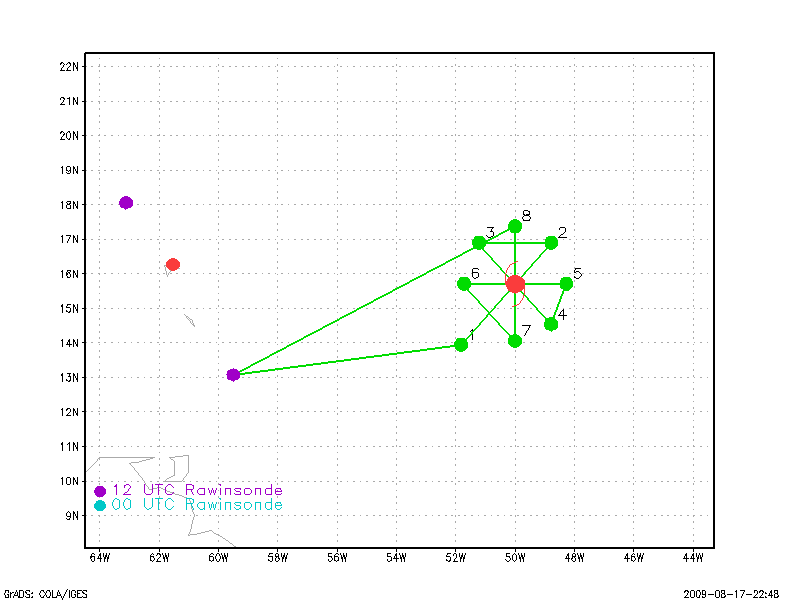 22N
21N
20N
19N
18N
17N
16N
15N
14N
13N
12N
11N
10N
9N
8
3
2
6
5
4
1
7
12 UTC Rawinsonde
00 UTC Rawinsonde
64W 62W 60W 58W 56W 54W 52W 50W 48W 46W 44W
GrADS: COLA/IGES 2009-08-17-22:48